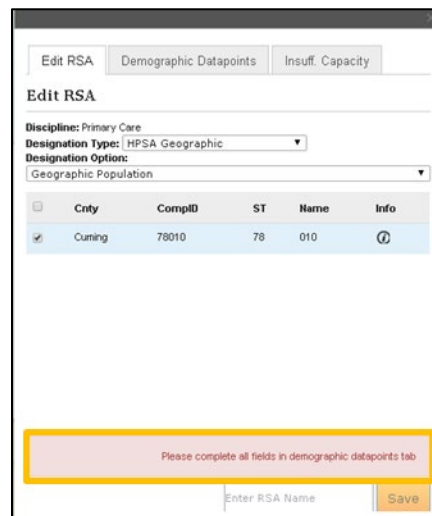 Edit RSA Demographic Datapoints Insuff. Capacity
Edit RSA
Discipline: Primary Care
Designation Type: HPSA Geographic
Designation Option:
Geographic Population
Cnty CompID ST Name Info
Cuming 78010 78 010
Please complete all fields in demographic datapoints tab
Enter RSA Name Save